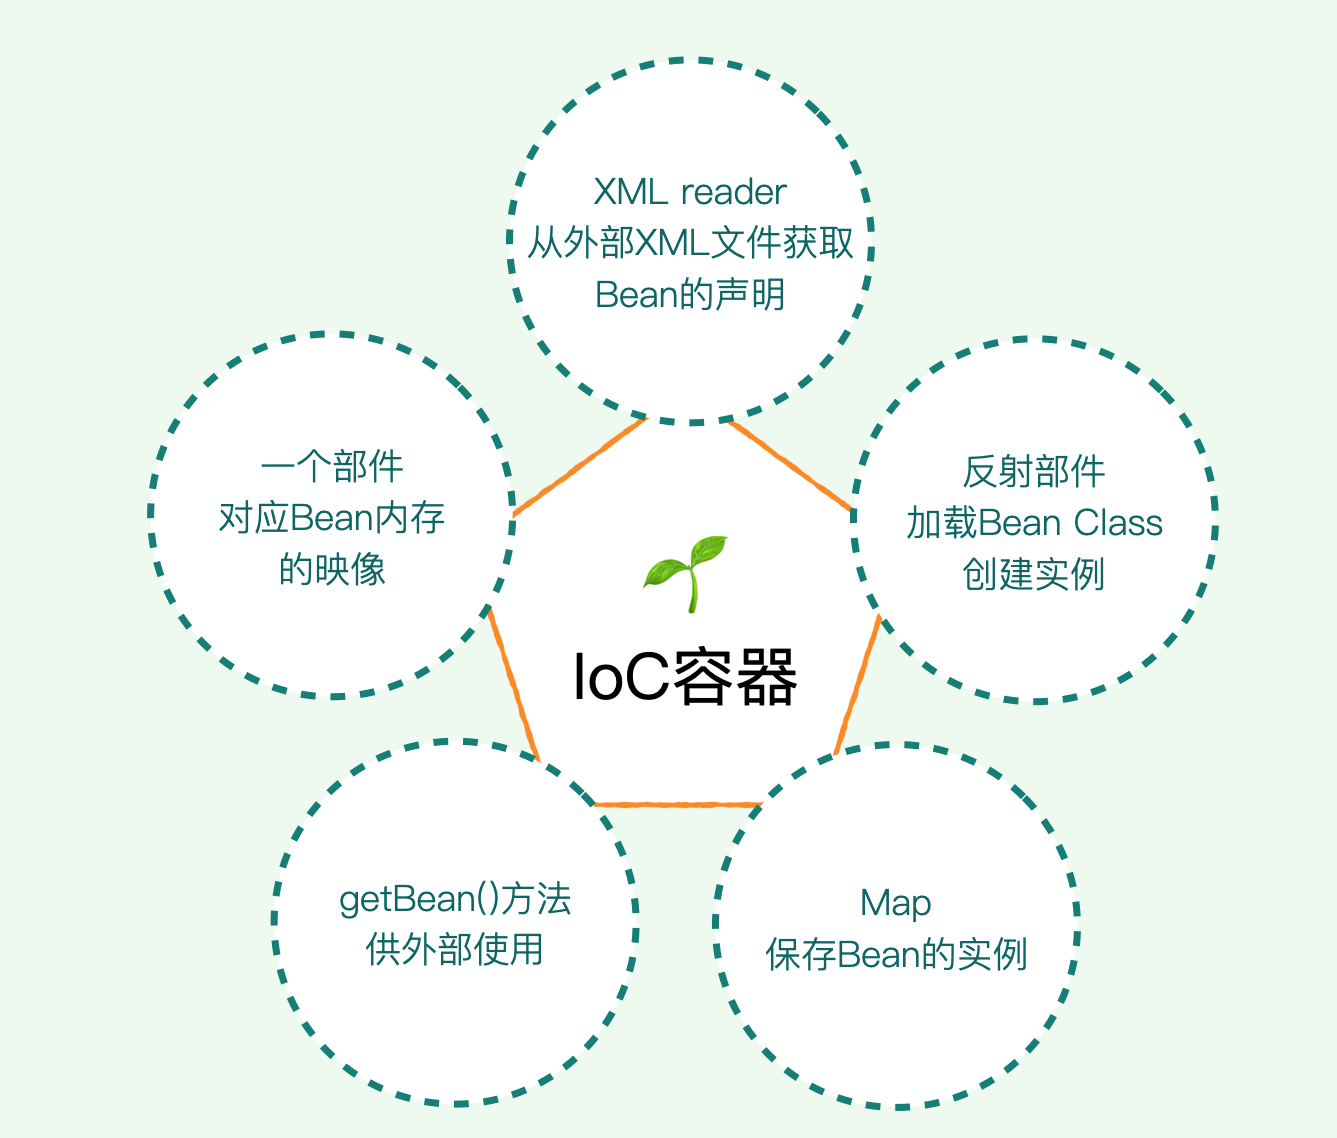 XML reader
从外部XML文件获取
Bean的声明
一个部件
对应Bean内存
的映像
反射部件
加载Bean Class
创建实例
IoC容器
getBean()方法
供外部使用
Map
保存Bean的实例